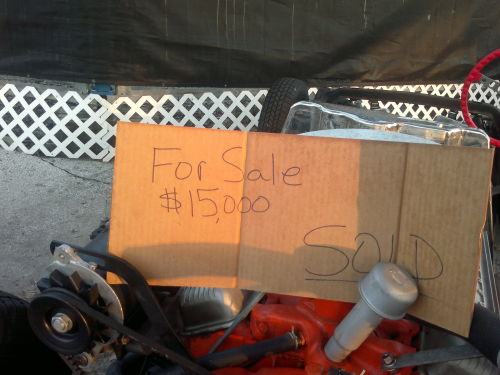 For Sale
$15,000
SOLD